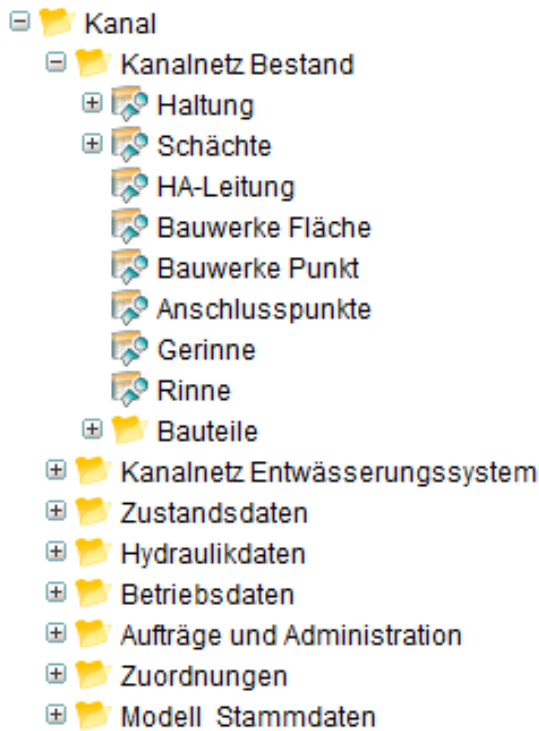 Kanal
Kanalnetz Bestand
Haltung
Schächte
HA-Leitung
Bauwerke Fläche
Bauwerke Punkt
Anschlusspunkte
Gerinne
Rinne
Bauteile
Kanalnetz Entwässerungssystem
Zustandsdaten
Hydraulikdaten
Betriebsdaten
Aufträge und Administration
Zuordnungen
Modell Stammdaten